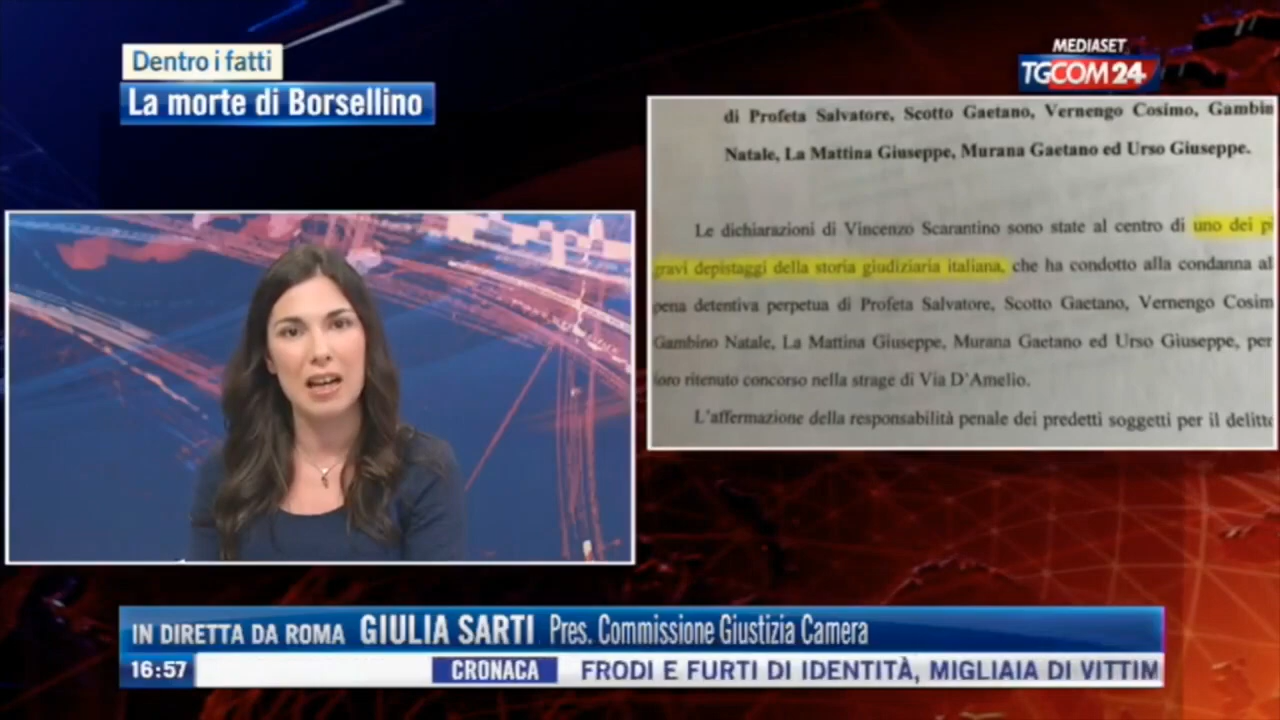 Dentro i fatti
La morte di Borsellino
MEDIASET
TGCOM24
di Profeta Salvatore, Scotto Gaetano, Vernengo Cosimo, Gambin
Natale, La Mattina Giuseppe, Murana Gaetano ed Urso Giuseppe.
Le dichiarazioni di Vincenzo Scarantino sono state al centro di uno dei p
gravi depistaggi della storia giudiziaria italiana, che ha condotto alla condanna al
pena detentiva perpetua di Profeta Salvatore, Scotto Gaetano, Vernengo Cosim
Gambino Natale, La Mattina Giuseppe, Murana Gaetano ed Urso Giuseppe, per
loro ritenuto concorso nella strage di Via D'Amelio.
L'affermazione della responsabilità penale dei predetti soggetti per il delitto
IN DIRETTA DA ROMA GIULIA SARTI Pres. Commissione Giustizia Camera
16:57 CRONACA FRODI E FURTI DI IDENTITÀ, MIGLIAIA DI VITTIM